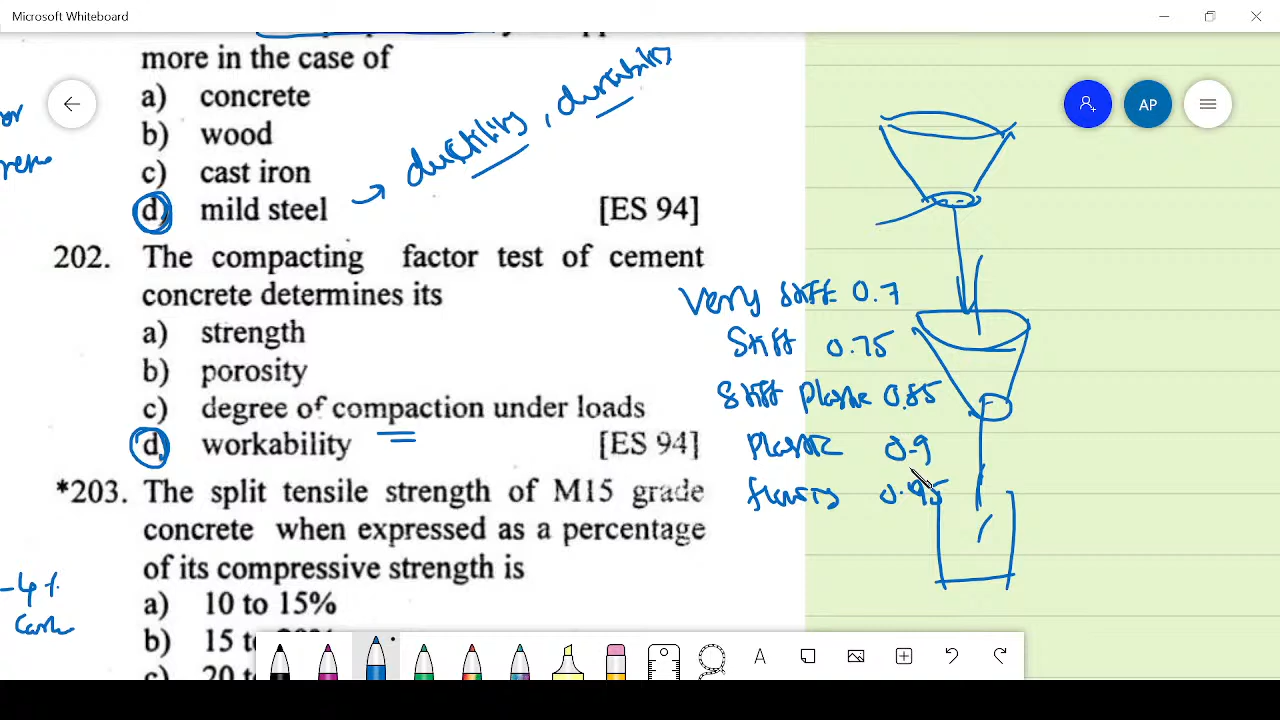 Microsoft Whiteboard
more in the case of
a) concrete
b) wood
c) cast iron
d) mild steel [ES 94]
ductility, durability
202. The compacting factor test of cement
concrete determines its
a) strength
b) porosity
c) degree of compaction under loads
d) workability [ES 94]
*203. The split tensile strength of M15 grade
concrete when expressed as a percentage
of its compressive strength is
a) 10 to 15%
b) 15 to
c) 20
Very stiff 0.7
Stiff 0.75
Stiff plastic 0.85
Plastic 0.9
0.95
AP
A